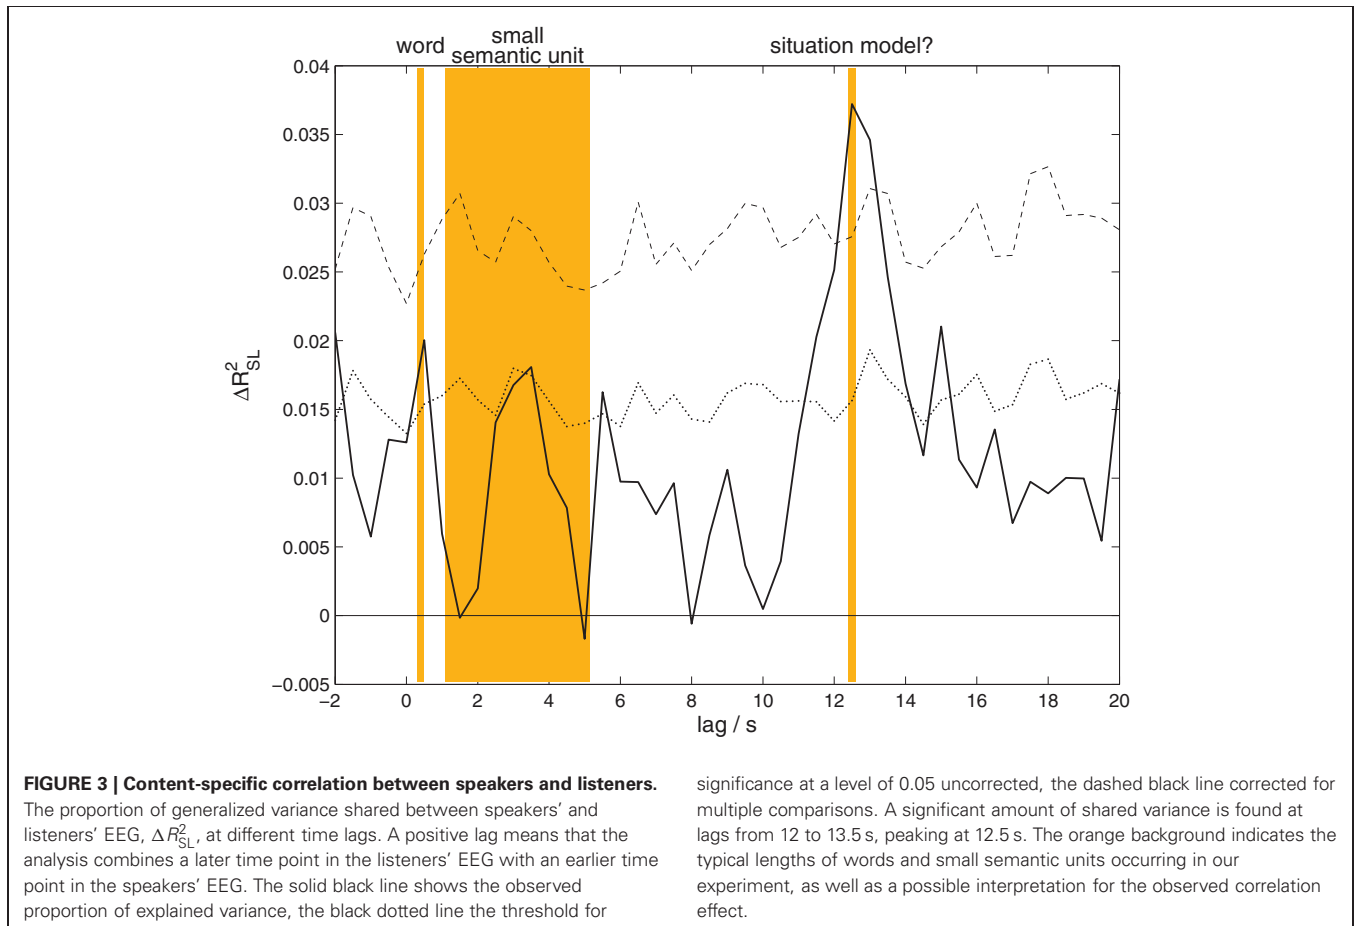 word
small
semantic unit
situation model?
0.04
0.035
0.03
0.025
0.02
0.015
0.01
0.005
0
−0.005
ΔR²SL
−2 0 2 4 6 8 10 12 14 16 18 20
lag / s
FIGURE 3 | Content-specific correlation between speakers and listeners.
The proportion of generalized variance shared between speakers’ and
listeners’ EEG, ΔR²SL, at different time lags. A positive lag means that the
analysis combines a later time point in the listeners’ EEG with an earlier time
point in the speakers’ EEG. The solid black line shows the observed
proportion of explained variance, the black dotted line the threshold for
significance at a level of 0.05 uncorrected, the dashed black line corrected for
multiple comparisons. A significant amount of shared variance is found at
lags from 12 to 13.5 s, peaking at 12.5 s. The orange background indicates the
typical lengths of words and small semantic units occurring in our
experiment, as well as a possible interpretation for the observed correlation
effect.